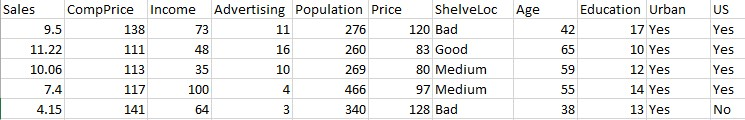 Sales CompPrice Income Advertising Population Price ShelveLoc Age Education Urban US
9.5 138 73 11 276 120 Bad 42 17 Yes Yes
11.22 111 48 16 260 83 Good 65 10 Yes Yes
10.06 113 35 10 269 80 Medium 59 12 Yes Yes
7.4 117 100 4 466 97 Medium 55 14 Yes Yes
4.15 141 64 3 340 128 Bad 38 13 Yes No